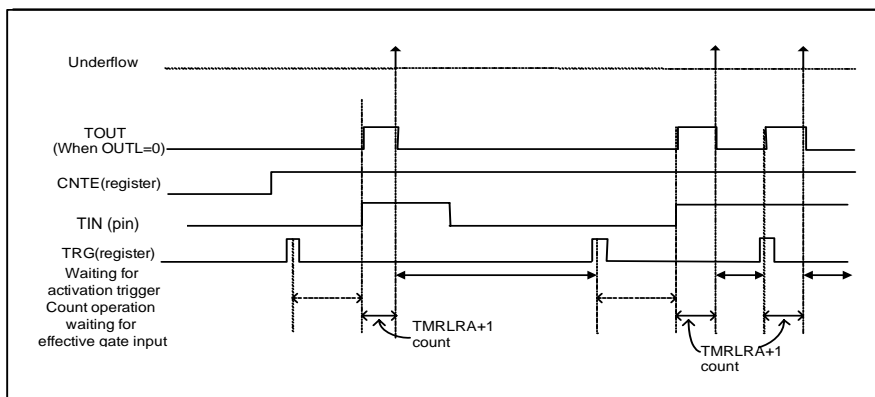 Underflow
TOUT
(When OUTL=0)
CNTE(register)
TIN (pin)
TRG(register)
Waiting for
activation trigger
Count operation
waiting for
effective gate input
TMRLRA+1
count
TMRLRA+1
count